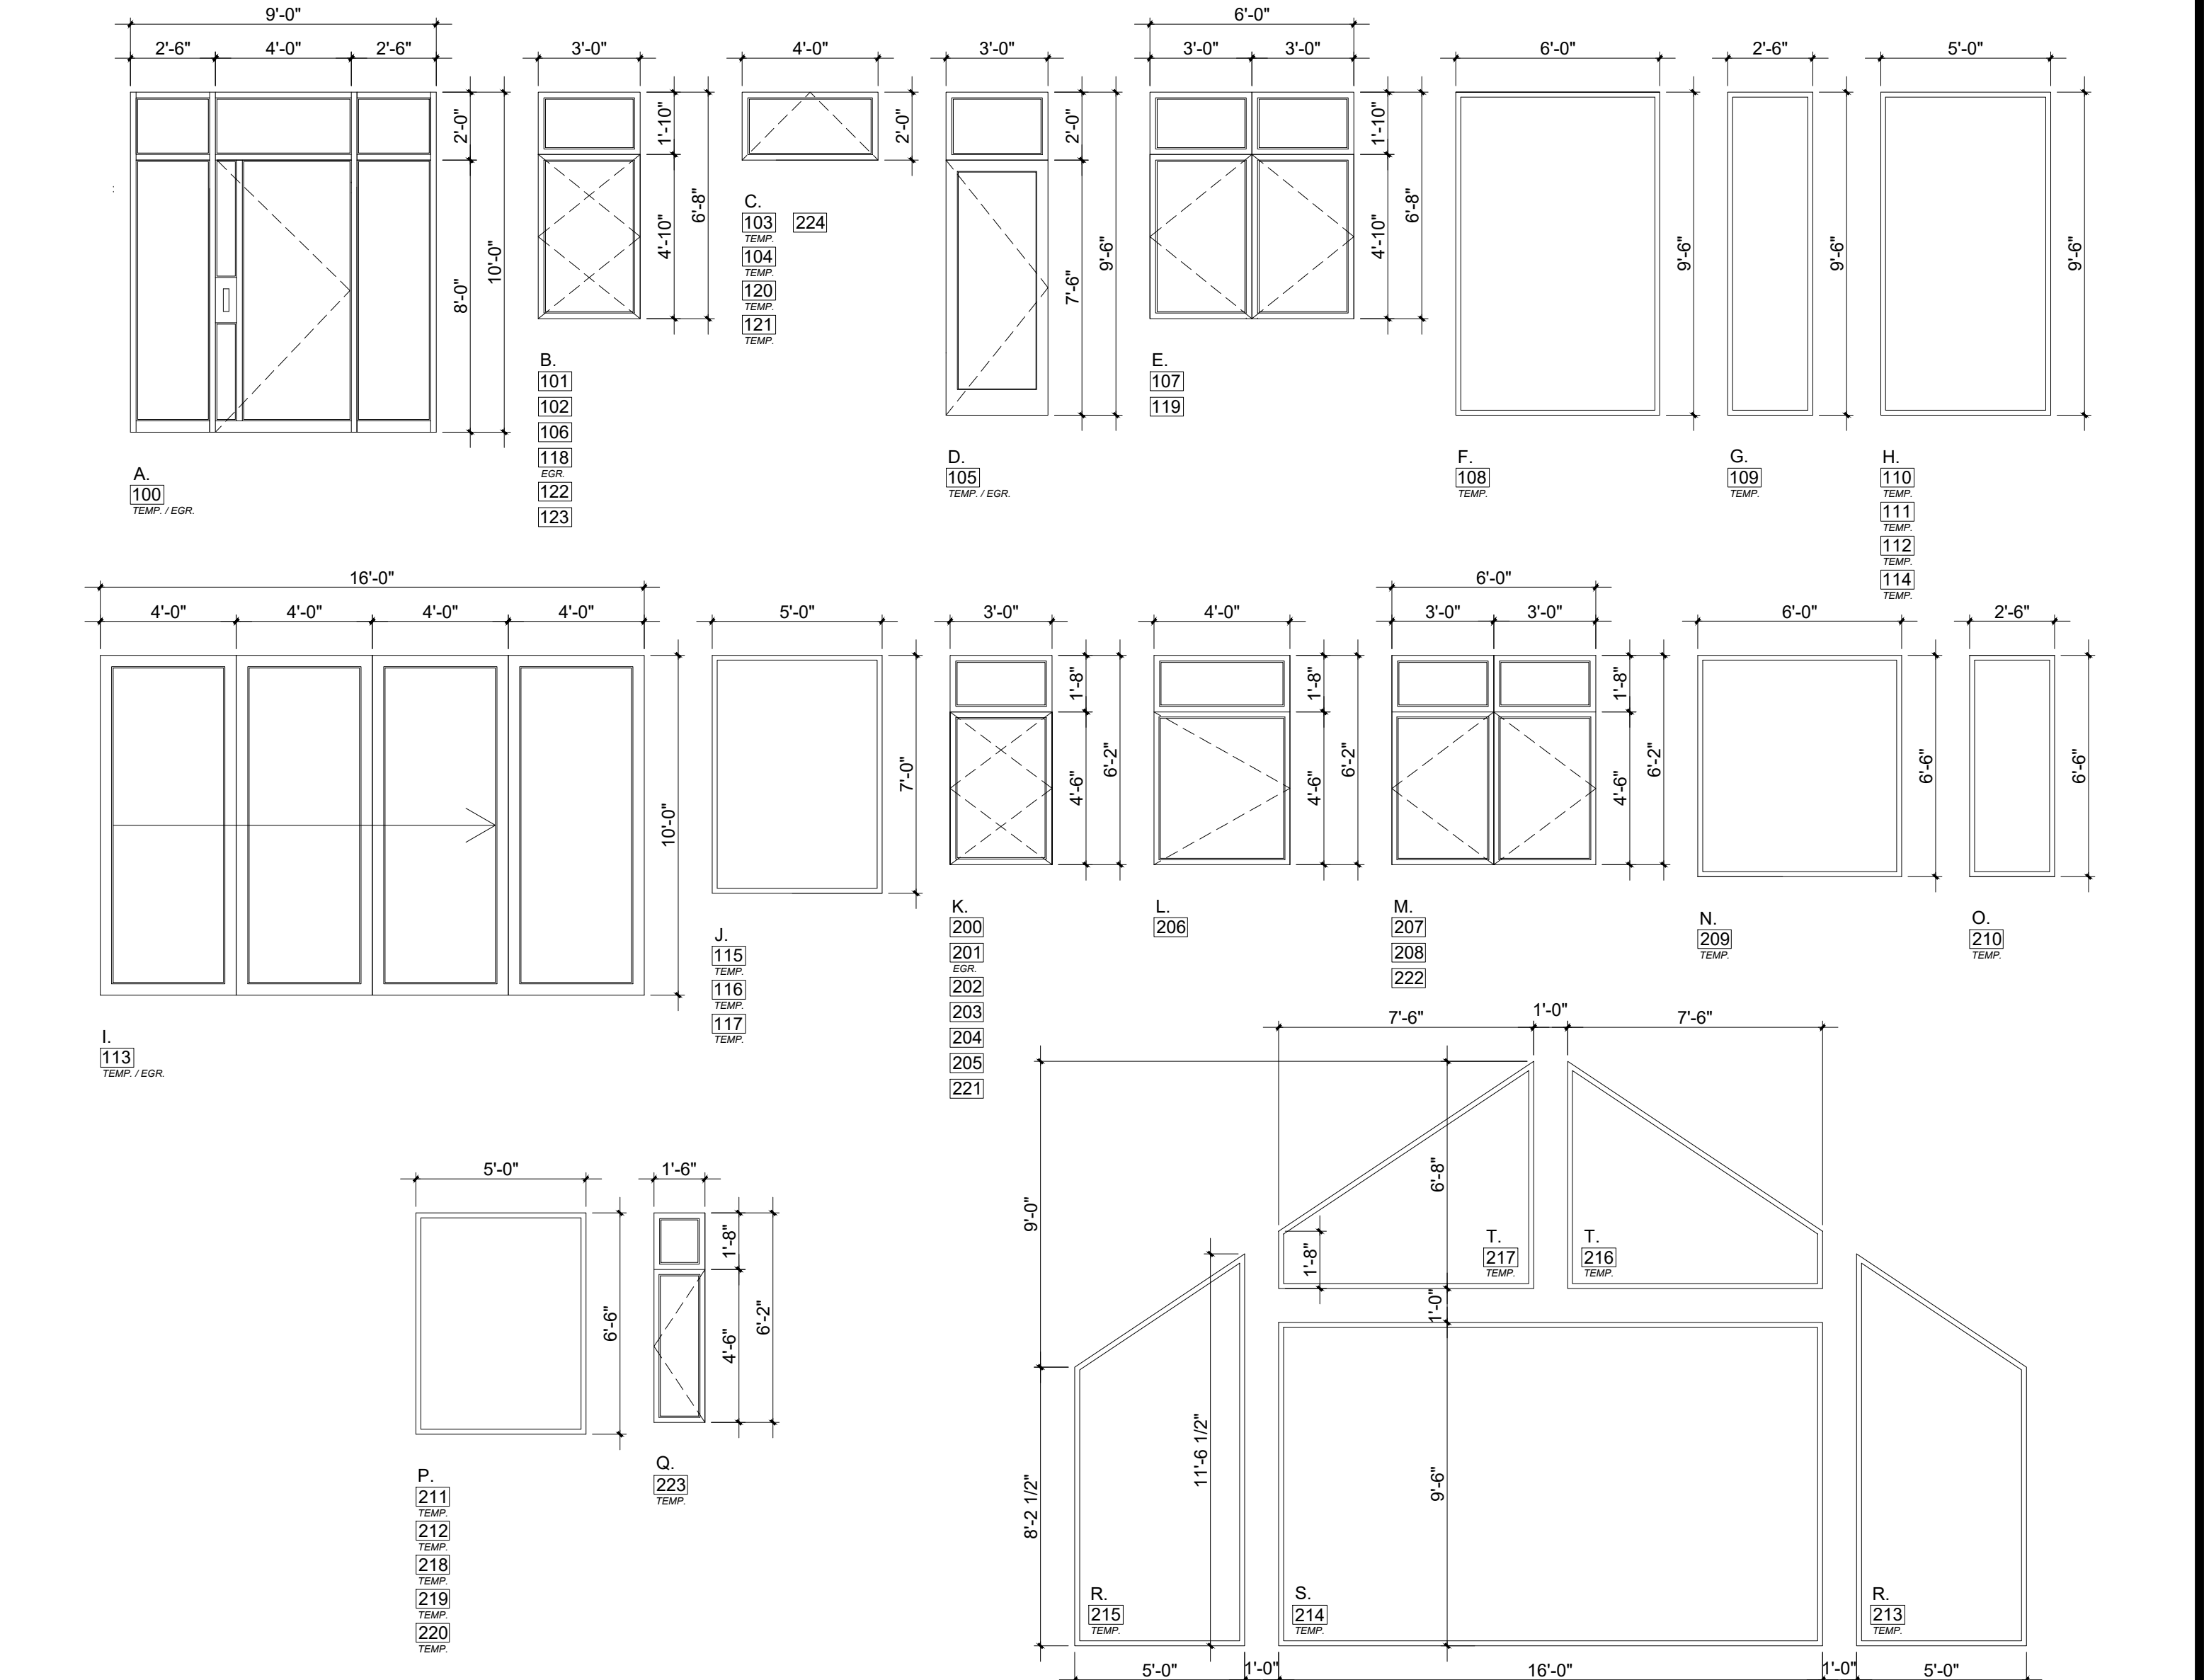 9'-0" 6'-0"
2'-6" 4'-0" 2'-6" 3'-0" 4'-0" 3'-0" 3'-0" 3'-0" 6'-0" 2'-6" 5'-0"
2'-0" 8'-0" 10'-0"
1'-10" 4'-10" 6'-8"
2'-0"
2'-0" 7'-6" 9'-6"
1'-10" 4'-10" 6'-8"
9'-6" 9'-6" 9'-6"
A.
100
TEMP. / EGR.
B.
101
102
106
118
EGR.
122
123
C.
103 224
TEMP.
104
TEMP.
120
TEMP.
121
TEMP.
D.
105
TEMP. / EGR.
E.
107
119
F.
108
TEMP.
G.
109
TEMP.
H.
110
TEMP.
111
TEMP.
112
TEMP.
114
TEMP.
16'-0" 6'-0"
4'-0" 4'-0" 4'-0" 4'-0" 5'-0" 3'-0" 4'-0" 3'-0" 3'-0" 6'-0" 2'-6"
10'-0"
7'-0"
1'-8" 4'-6" 6'-2"
1'-8" 4'-6" 6'-2"
1'-8" 4'-6" 6'-2"
6'-6" 6'-6"
I.
113
TEMP. / EGR.
J.
115
TEMP.
116
TEMP.
117
TEMP.
K.
200
201
EGR.
202
203
204
205
221
L.
206
M.
207
208
222
N.
209
TEMP.
O.
210
TEMP.
5'-0" 1'-6"
6'-6"
1'-8" 4'-6" 6'-2"
P.
211
TEMP.
212
TEMP.
218
TEMP.
219
TEMP.
220
TEMP.
Q.
223
TEMP.
7'-6" 1'-0" 7'-6"
9'-0" 6'-8"
1'-8"
T.
217
TEMP.
T.
216
TEMP.
1'-0"
8'-2 1/2" 11'-6 1/2" 9'-6"
R.
215
TEMP.
S.
214
TEMP.
R.
213
TEMP.
5'-0" 1'-0" 16'-0" 1'-0" 5'-0"